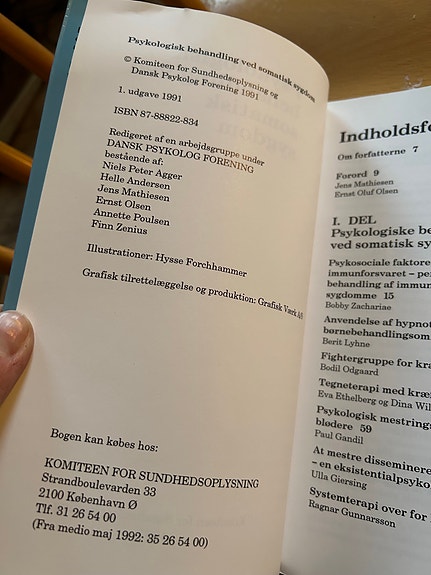 Psykologisk behandling ved somatisk sygdom
© Komiteen for Sundhedsoplysning og
Dansk Psykolog Forening 1991
1. udgave 1991
ISBN 87-88822-834
Redigeret af en arbejdsgruppe under
DANSK PSYKOLOG FORENING
bestående af:
Niels Peter Agger
Helle Andersen
Jens Mathiesen
Ernst Olsen
Annette Poulsen
Finn Zenius
Illustrationer: Hysse Forchhammer
Grafisk tilrettelæggelse og produktion: Grafisk Værk A/S
Bogen kan købes hos:
KOMITEEN FOR SUNDHEDSOPLYSNING
Strandboulevarden 33
2100 København Ø
Tlf. 31 26 54 00
(Fra medio maj 1992: 35 26 54 00)
Indholdsfo
Om forfatterne 7
Forord 9
Jens Mathiesen
Ernst Oluf Olsen
I. DEL
Psykologiske be
ved somatisk sy
Psykosociale faktore
immunforsvaret – pe
behandling af immun
sygdomme 15
Bobby Zachariae
Anvendelse af hypnot
børnebehandlingsom
Berit Lyhne
Fightergruppe for kr
Bodil Odgaard
Tegneterapi med kræ
Eva Ethelberg og Dina Wil
Psykologisk mestring
blødere 59
Paul Gandil
At mestre disseminere
– en eksistentialpsyko
Ulla Giersing
Systemterapi over for
Ragnar Gunnarsson